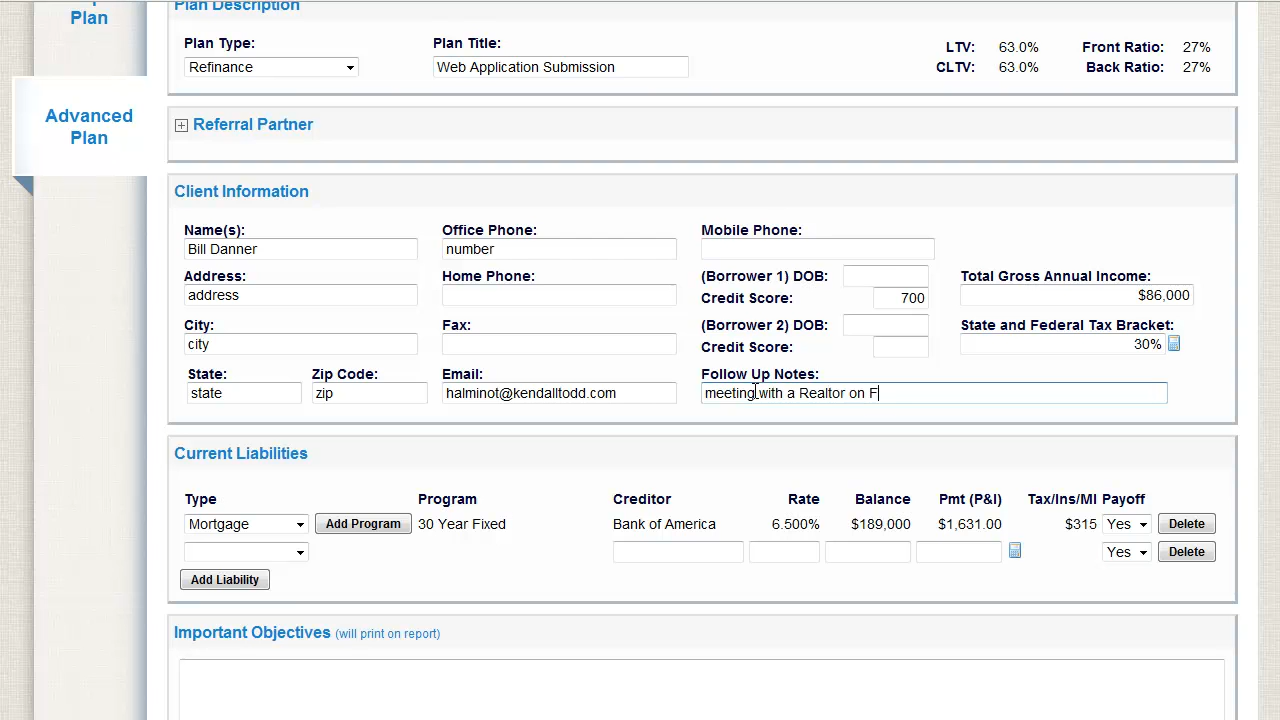 Plan
Plan Description
Plan Type:
Plan Title:
Refinance
Web Application Submission
LTV: 63.0% Front Ratio: 27%
CLTV: 63.0% Back Ratio: 27%
Advanced
Plan
Referral Partner
Client Information
Name(s): Office Phone: Mobile Phone:
Bill Danner number
Address: Home Phone: (Borrower 1) DOB: Total Gross Annual Income:
address Credit Score: 700 $86,000
City: Fax: (Borrower 2) DOB: State and Federal Tax Bracket:
city Credit Score: 30%
State: Zip Code: Email: Follow Up Notes:
state zip halminot@kendalltodd.com meeting with a Realtor on F
Current Liabilities
Type Program Creditor Rate Balance Pmt (P&I) Tax/Ins/MI Payoff
Mortgage Add Program 30 Year Fixed Bank of America 6.500% $189,000 $1,631.00 $315 Yes Delete
Yes Delete
Add Liability
Important Objectives (will print on report)